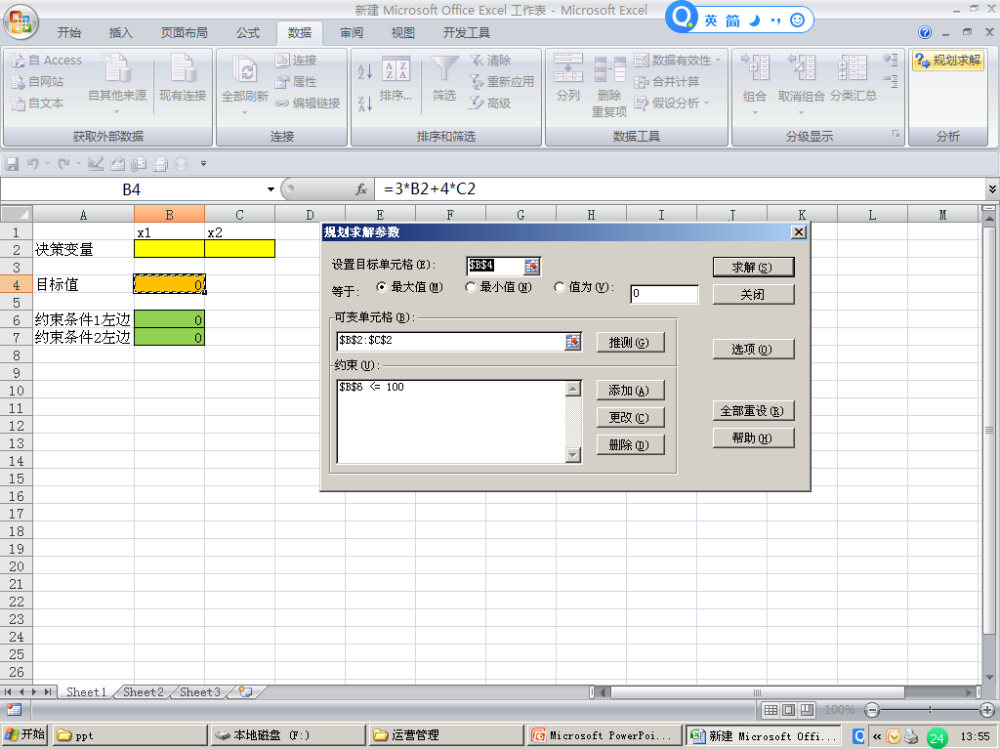 新建 Microsoft Office Excel 工作表 - Microsoft Excel
英 简
开始 插入 页面布局 公式 数据 审阅 视图 开发工具
自 Access
自网站
自文本
自其他来源
现有连接
获取外部数据
全部刷新
连接
属性
编辑链接
连接
排序...
筛选
清除
重新应用
高级
排序和筛选
分列
删除
重复项
数据有效性
合并计算
假设分析
数据工具
组合
取消组合
分类汇总
分级显示
规划求解
分析
B4
fx =3*B2+4*C2
A B C D E F G H I J K L M
1 x1 x2
2 决策变量
3
4 目标值 0
5
6 约束条件1左边 0
7 约束条件2左边 0
8
9
10
11
12
13
14
15
16
17
18
19
20
21
22
23
24
25
26
规划求解参数
设置目标单元格(E): $B$4
求解(S)
等于: 最大值(M) 最小值(N) 值为(V): 0
关闭
可变单元格(B):
$B$2:$C$2
推测(G)
选项(O)
约束(U):
$B$6 <= 100
添加(A)
更改(C)
删除(D)
全部重设(R)
帮助(H)
Sheet1 Sheet2 Sheet3
100%
开始 ppt 本地磁盘 (F:) 运营管理 Microsoft PowerPoi... 新建 Microsoft Offi... 24 13:55